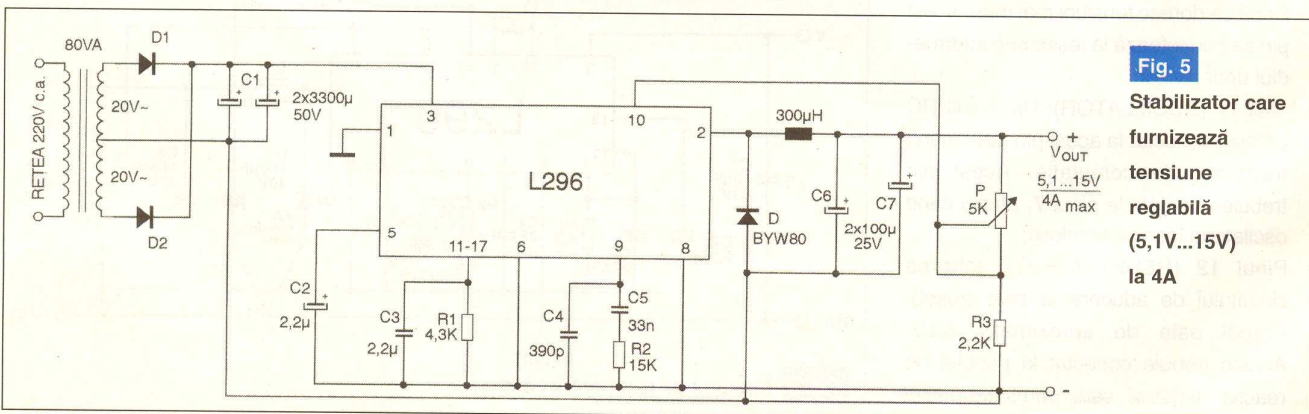 RETEA 220V c.a.
80VA
20V~
20V~
D1
D2
C1
2x3300µ
50V
1
3
10
2
5
11-17
6
9
8
L296
C2
2,2µ
C3
2,2µ
R1
4,3K
C4
390p
C5
33n
R2
15K
300µH
D
BYW80
C6
C7
2x100µ
25V
P
5K
R3
2,2K
+
VOUT
5,1...15V
4A max
-
Fig. 5
Stabilizator care
furnizează
tensiune
reglabilă
(5,1V...15V)
la 4A